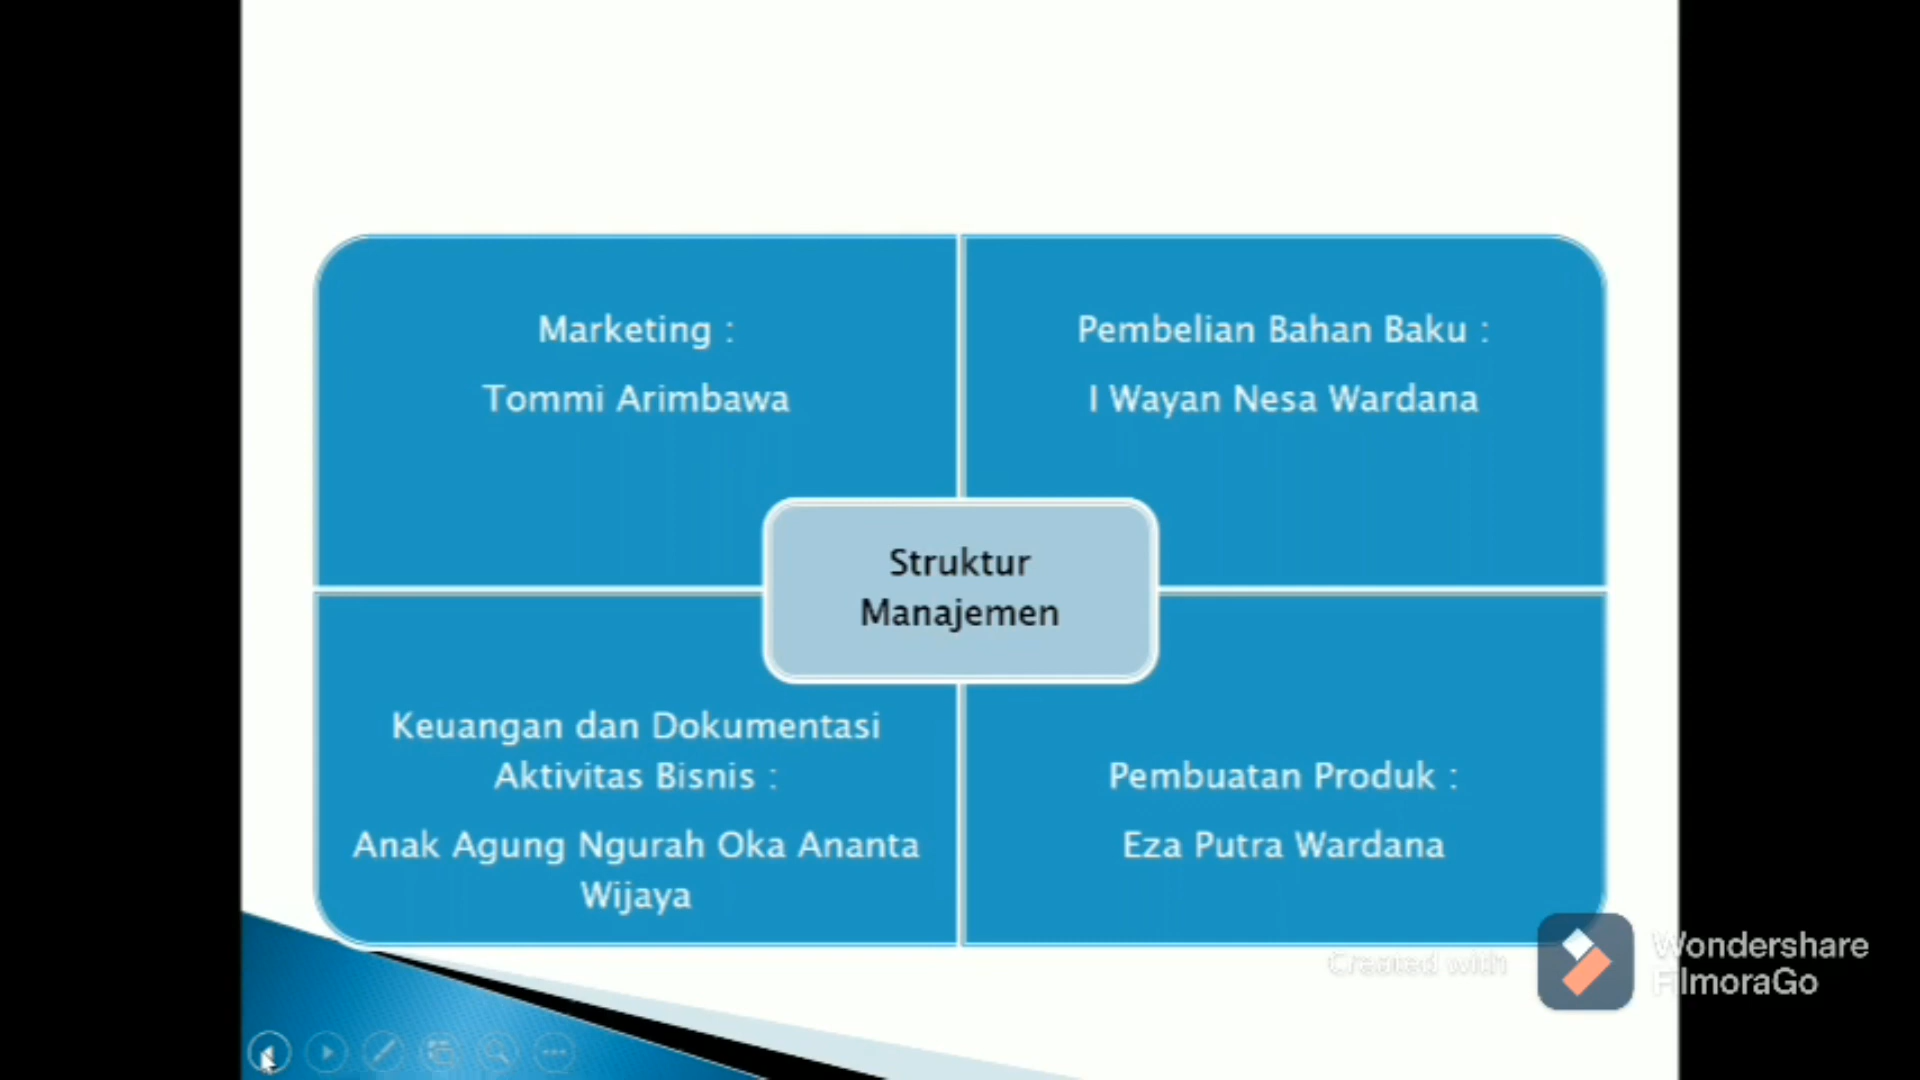 Marketing :
Tommi Arimbawa
Pembelian Bahan Baku :
I Wayan Nesa Wardana
Struktur
Manajemen
Keuangan dan Dokumentasi
Aktivitas Bisnis :
Anak Agung Ngurah Oka Ananta
Wijaya
Pembuatan Produk :
Eza Putra Wardana
Created with
Wondershare
FilmoraGo